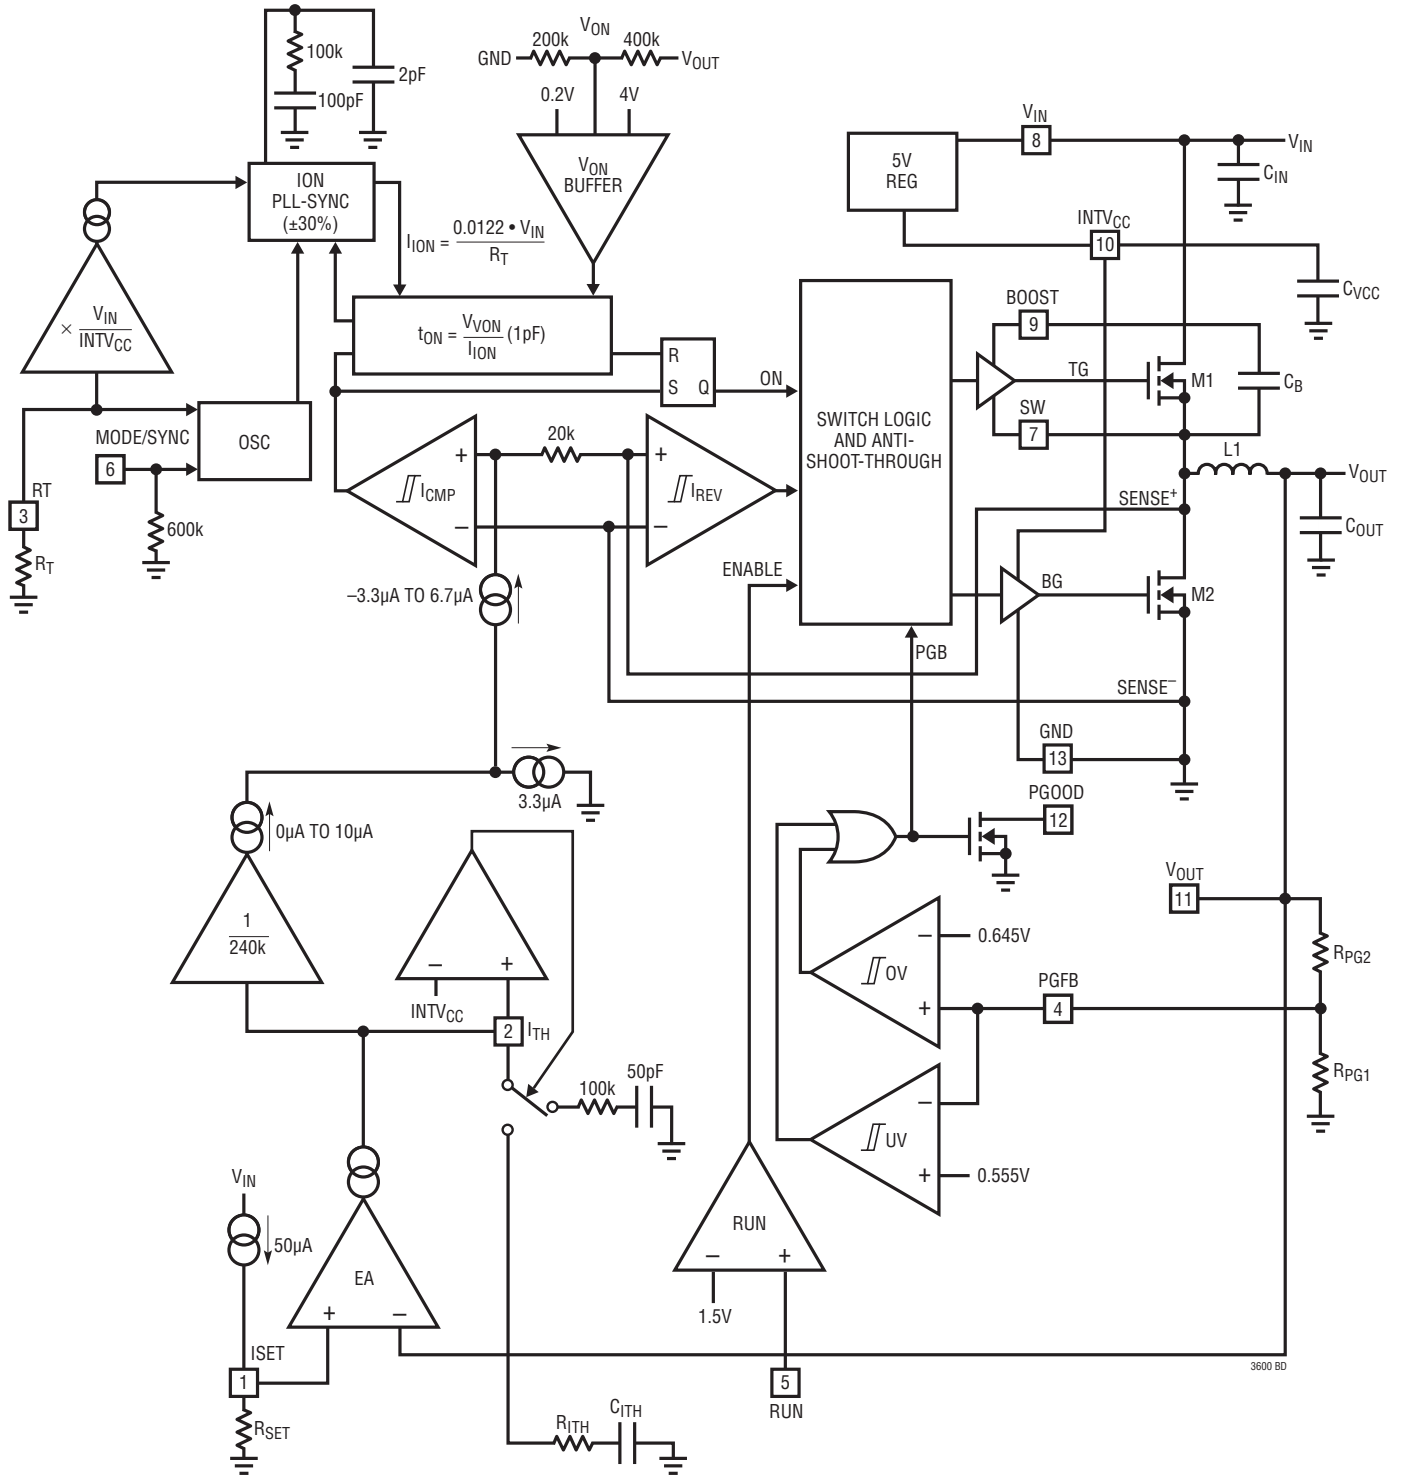 100k
2pF
100pF
VON
200k
400k
GND
VOUT
0.2V
4V
VON
BUFFER
ION
PLL-SYNC
(±30%)
IION = 0.0122 • VIN
RT
× VIN
INTVCC
tON = VVON (1pF)
IION
R
S Q
ON
5V
REG
VIN
8
VIN
CIN
INTVCC
10
CVCC
BOOST
9
TG
M1
CB
SW
7
SWITCH LOGIC
AND ANTI-
SHOOT-THROUGH
L1
VOUT
SENSE+
COUT
BG
M2
SENSE–
MODE/SYNC
6
OSC
600k
RT
3
RT
20k
+
–
ICMP
+
–
IREV
ENABLE
–3.3µA TO 6.7µA
PGB
GND
13
3.3µA
0µA TO 10µA
1
240k
–
+
INTVCC
2
ITH
100k
50pF
PGOOD
12
VOUT
11
–
0.645V
OV
+
PGFB
4
RPG2
RPG1
–
UV
+
0.555V
VIN
50µA
EA
+
–
ISET
1
RSET
RUN
–
+
1.5V
5
RUN
RITH
CITH
3600 BD